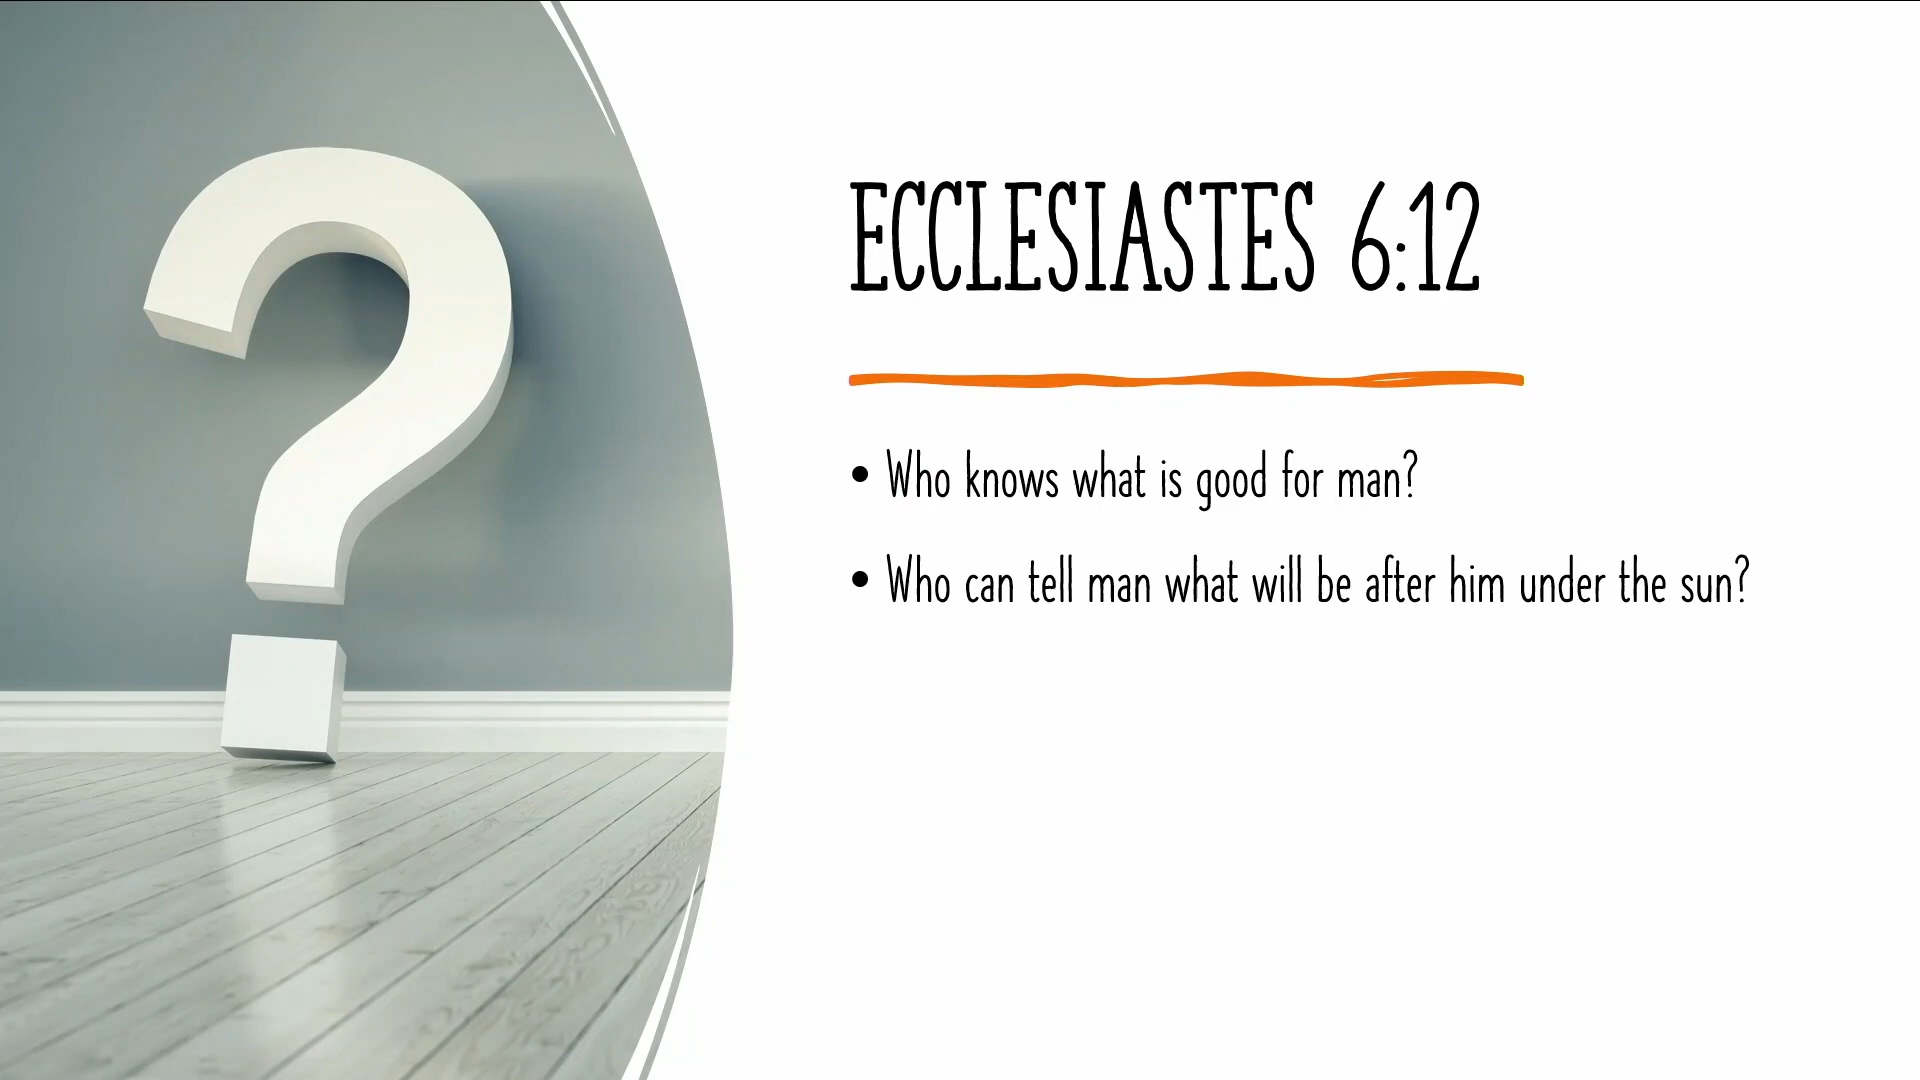 ECCLESIASTES 6:12
• Who knows what is good for man?
• Who can tell man what will be after him under the sun?